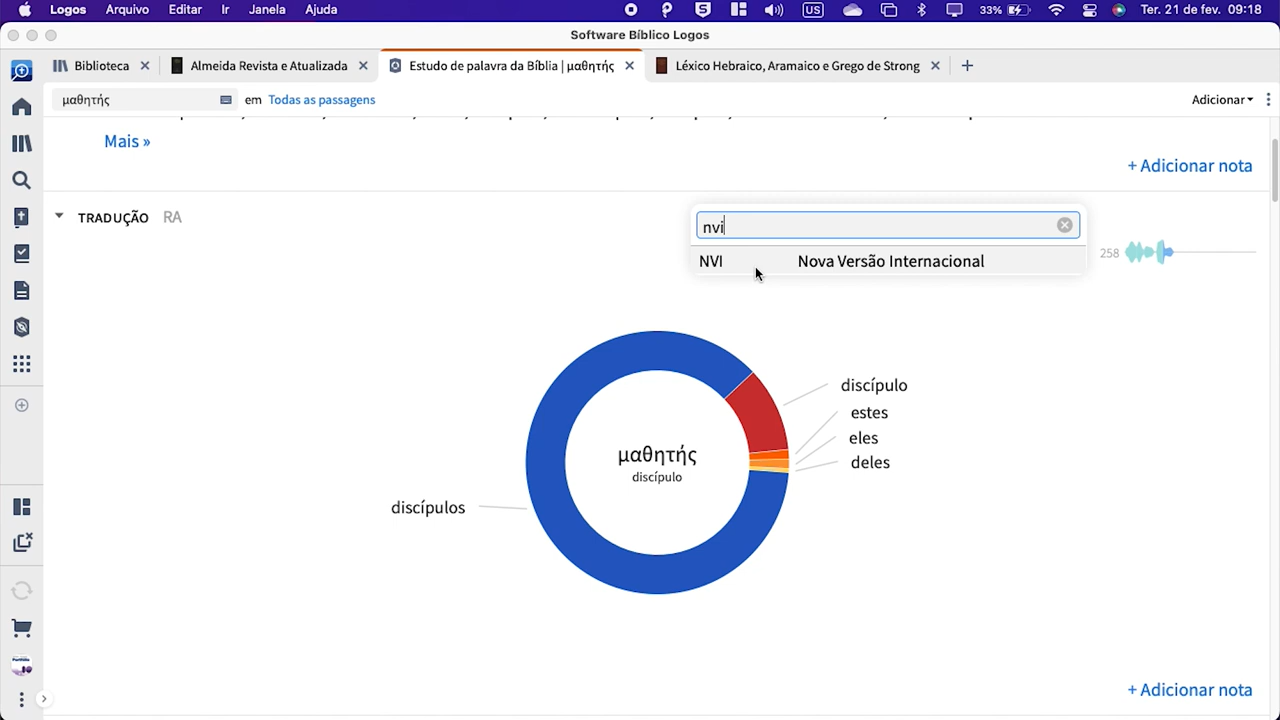 Logos Arquivo Editar Ir Janela Ajuda US 33% Ter. 21 de fev. 09:18
Software Bíblico Logos
Biblioteca Almeida Revista e Atualizada Estudo de palavra da Bíblia | μαθητής Léxico Hebraico, Aramaico e Grego de Strong
μαθητής em Todas as passagens Adicionar
Mais »
+ Adicionar nota
TRADUÇÃO RA
nvi
NVI Nova Versão Internacional
258
discípulo
estes
eles
deles
μαθητής
discípulo
discípulos
+ Adicionar nota